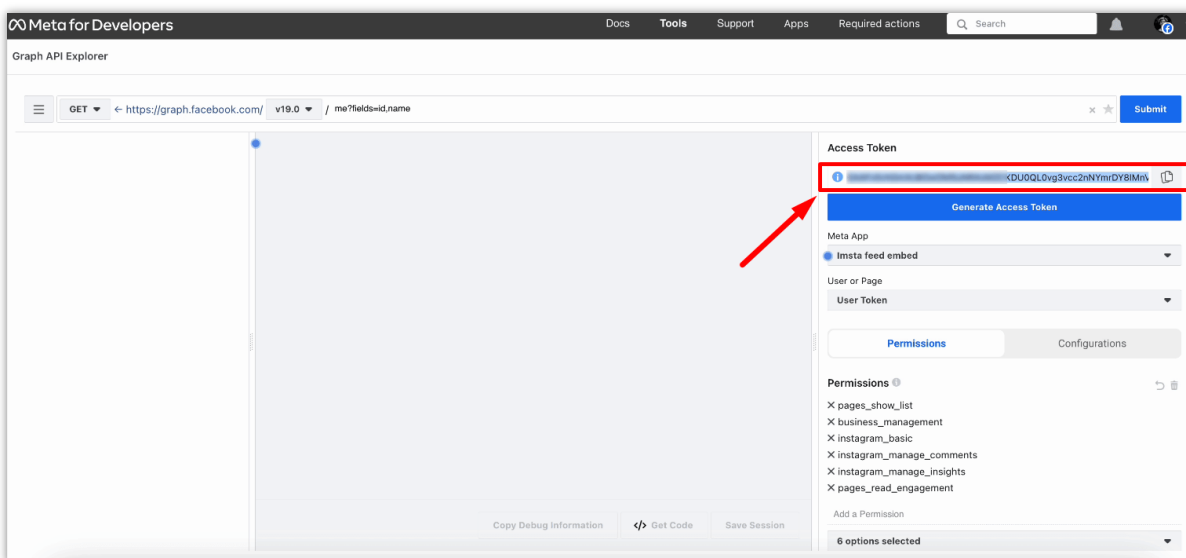 Meta for Developers
Docs Tools Support Apps Required actions Search
Graph API Explorer
GET ← https://graph.facebook.com/ v19.0 / me?fields=id,name × ★ Submit
Access Token
Generate Access Token
Meta App
Imsta feed embed
User or Page
User Token
Permissions Configurations
Permissions
× pages_show_list
× business_management
× instagram_basic
× instagram_manage_comments
× instagram_manage_insights
× pages_read_engagement
Add a Permission
Copy Debug Information </> Get Code Save Session
6 options selected